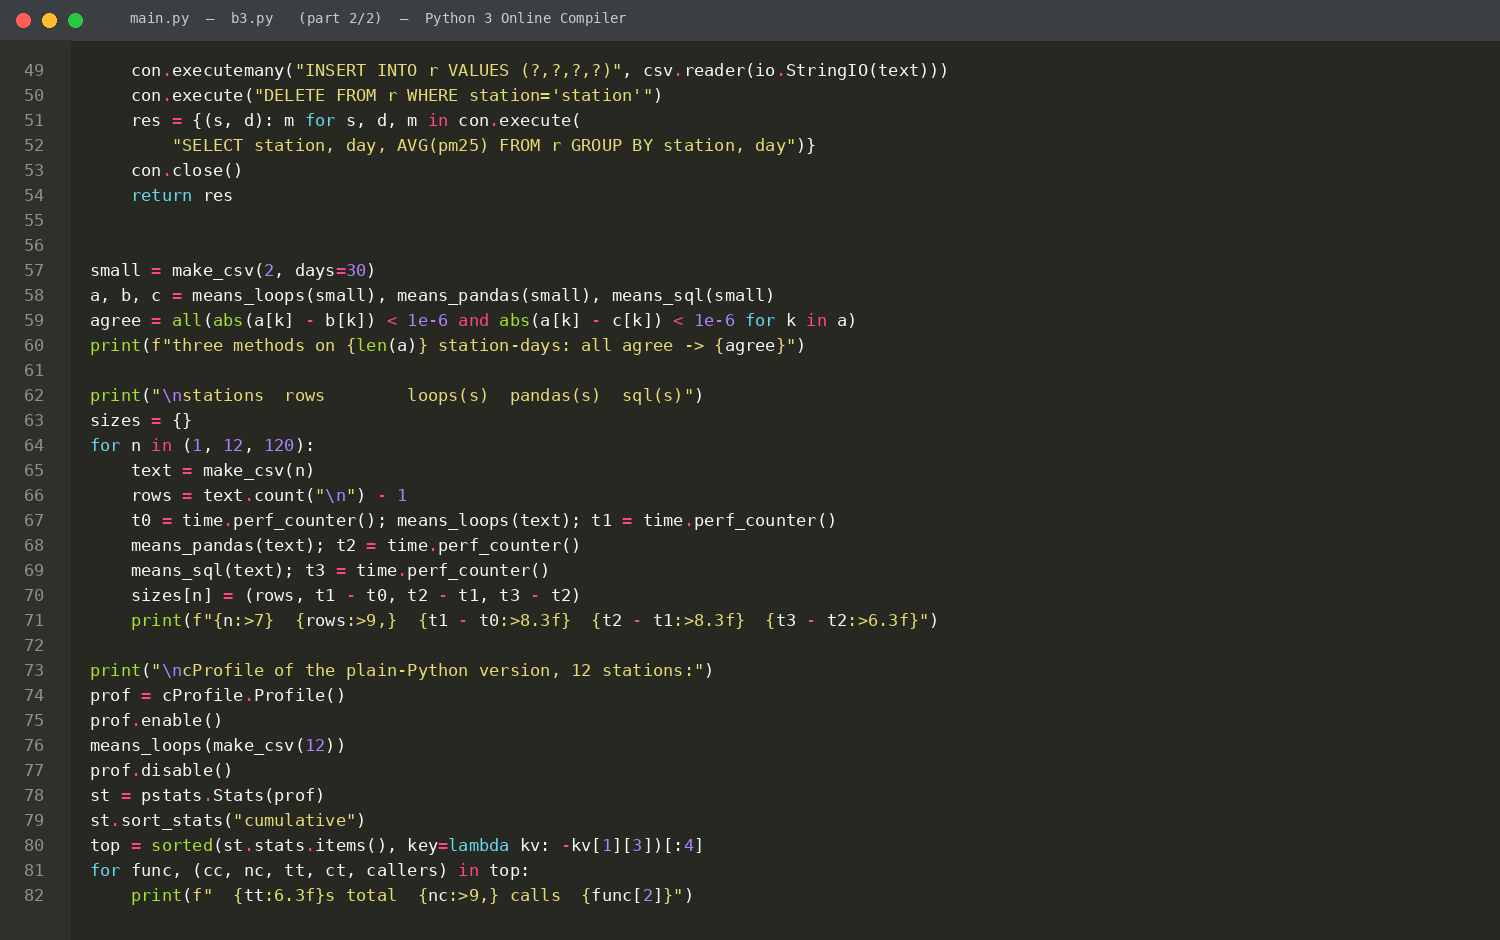 main.py — b3.py (part 2/2) — Python 3 Online Compiler
49     con.executemany("INSERT INTO r VALUES (?,?,?,?)", csv.reader(io.StringIO(text)))
50     con.execute("DELETE FROM r WHERE station='station'")
51     res = {(s, d): m for s, d, m in con.execute(
52         "SELECT station, day, AVG(pm25) FROM r GROUP BY station, day")}
53     con.close()
54     return res
55
56
57 small = make_csv(2, days=30)
58 a, b, c = means_loops(small), means_pandas(small), means_sql(small)
59 agree = all(abs(a[k] - b[k]) < 1e-6 and abs(a[k] - c[k]) < 1e-6 for k in a)
60 print(f"three methods on {len(a)} station-days: all agree -> {agree}")
61
62 print("\nstations  rows        loops(s)  pandas(s)  sql(s)")
63 sizes = {}
64 for n in (1, 12, 120):
65     text = make_csv(n)
66     rows = text.count("\n") - 1
67     t0 = time.perf_counter(); means_loops(text); t1 = time.perf_counter()
68     means_pandas(text); t2 = time.perf_counter()
69     means_sql(text); t3 = time.perf_counter()
70     sizes[n] = (rows, t1 - t0, t2 - t1, t3 - t2)
71     print(f"{n:>7}  {rows:>9,}  {t1 - t0:>8.3f}  {t2 - t1:>8.3f}  {t3 - t2:>6.3f}")
72
73 print("\ncProfile of the plain-Python version, 12 stations:")
74 prof = cProfile.Profile()
75 prof.enable()
76 means_loops(make_csv(12))
77 prof.disable()
78 st = pstats.Stats(prof)
79 st.sort_stats("cumulative")
80 top = sorted(st.stats.items(), key=lambda kv: -kv[1][3])[:4]
81 for func, (cc, nc, tt, ct, callers) in top:
82     print(f"  {tt:6.3f}s total  {nc:>9,} calls  {func[2]}")